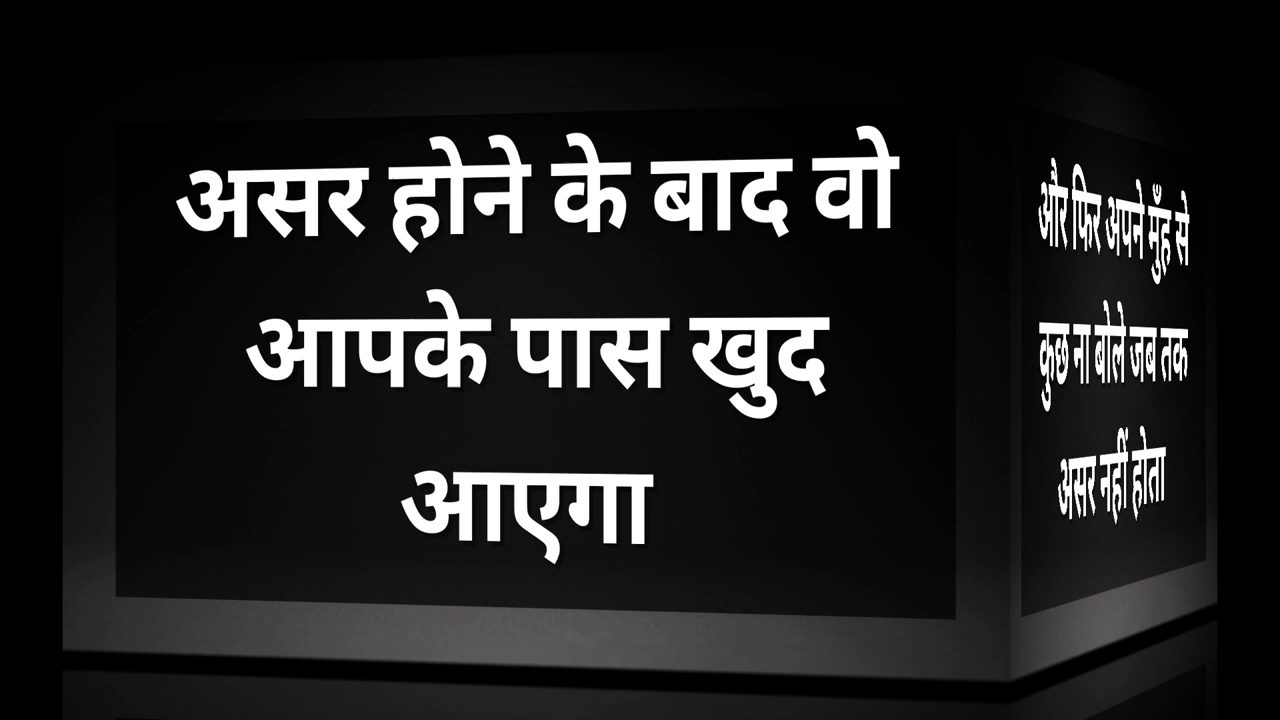 असर होने के बाद वो
आपके पास खुद
आएगा
और फिर अपने मुँह से
कुछ ना बोले जब तक
असर नहीं होता